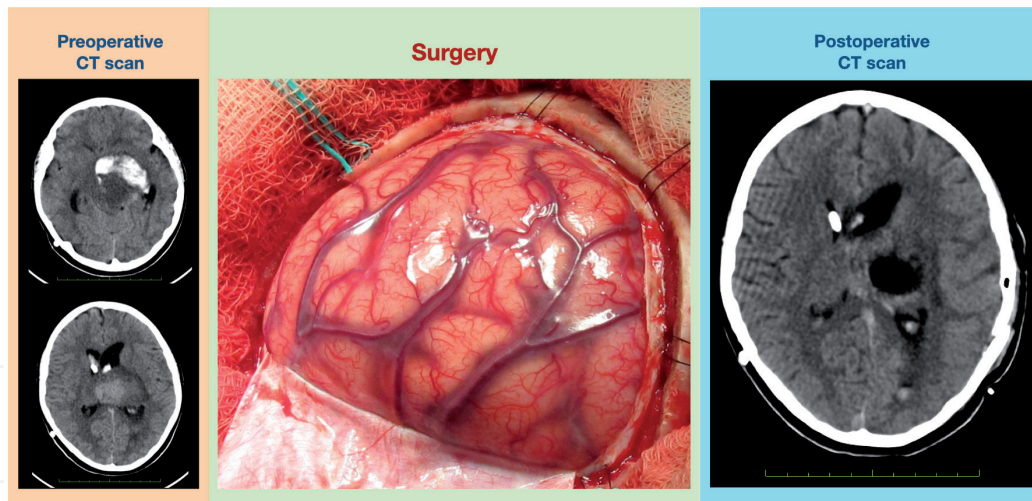 Preoperative
CT scan
Surgery
Postoperative
CT scan